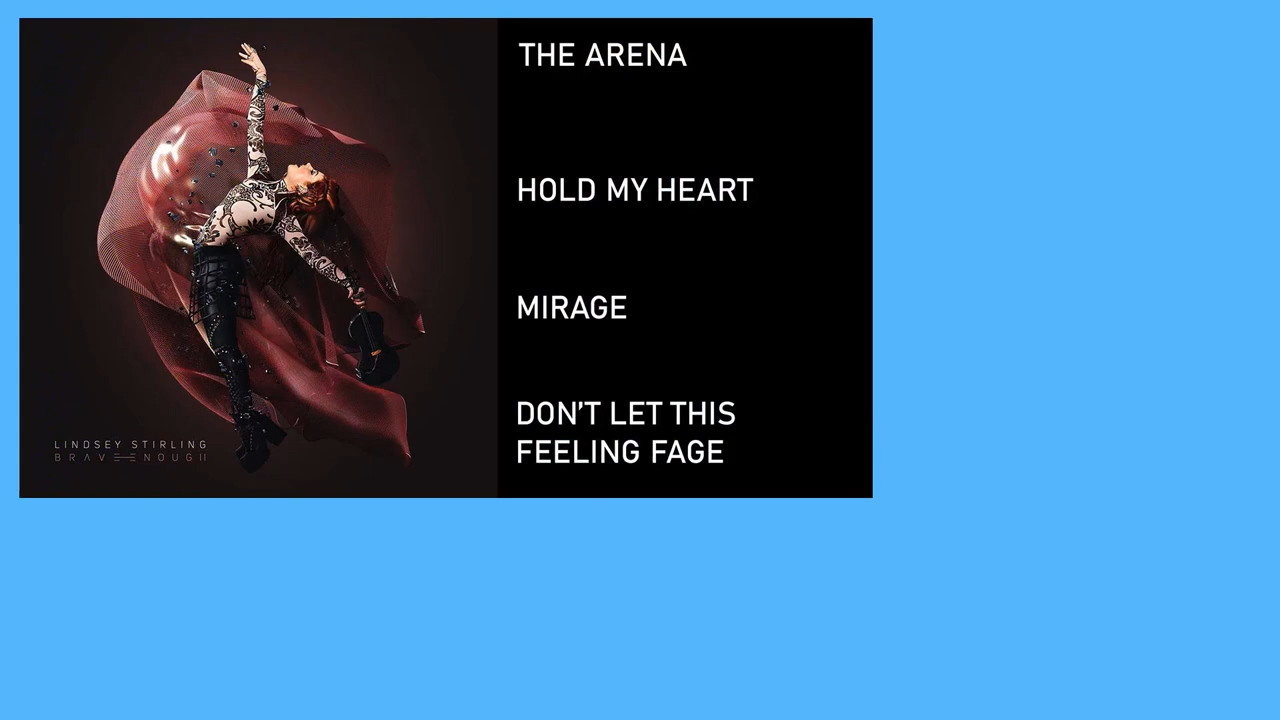 THE ARENA
HOLD MY HEART
MIRAGE
DON'T LET THIS
FEELING FAGE
LINDSEY STIRLING
BRAVE ENOUGH